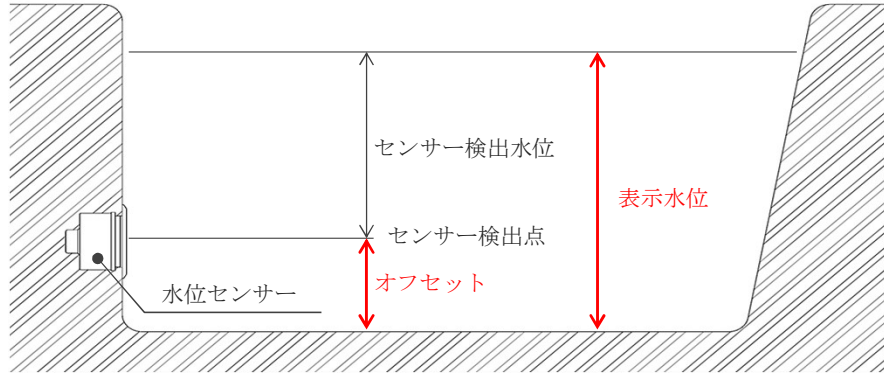 センサー検出水位
表示水位
センサー検出点
オフセット
水位センサー